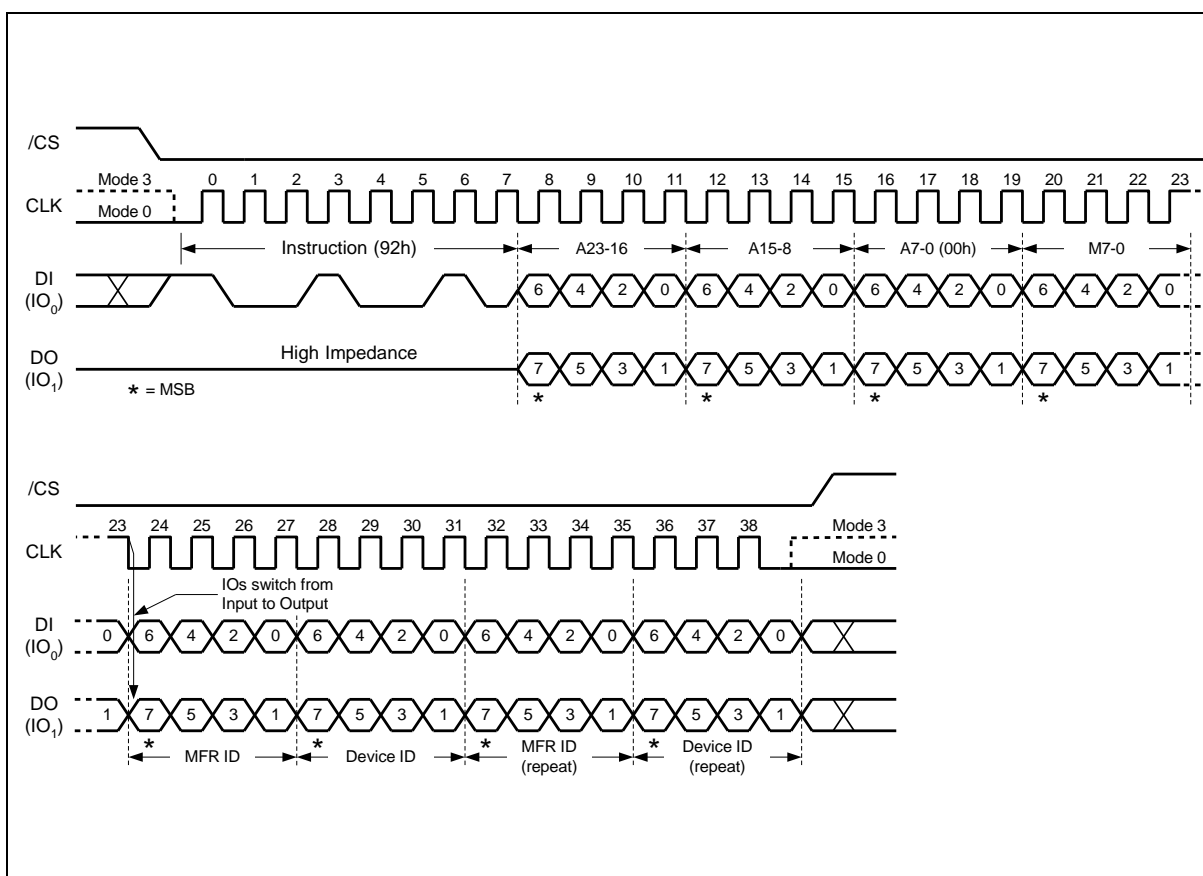 /CS
Mode 3
0 1 2 3 4 5 6 7 8 9 10 11 12 13 14 15 16 17 18 19 20 21 22 23
CLK
Mode 0
Instruction (92h) A23-16 A15-8 A7-0 (00h) M7-0
DI
(IO0)
6 4 2 0 6 4 2 0 6 4 2 0 6 4 2 0
High Impedance
DO
(IO1)
7 5 3 1 7 5 3 1 7 5 3 1 7 5 3 1
* = MSB
* * * *
/CS
23 24 25 26 27 28 29 30 31 32 33 34 35 36 37 38
Mode 3
CLK
Mode 0
IOs switch from
Input to Output
DI
(IO0)
0 6 4 2 0 6 4 2 0 6 4 2 0 6 4 2 0
DO
(IO1)
1 7 5 3 1 7 5 3 1 7 5 3 1 7 5 3 1
* * * *
MFR ID Device ID MFR ID
(repeat)
Device ID
(repeat)